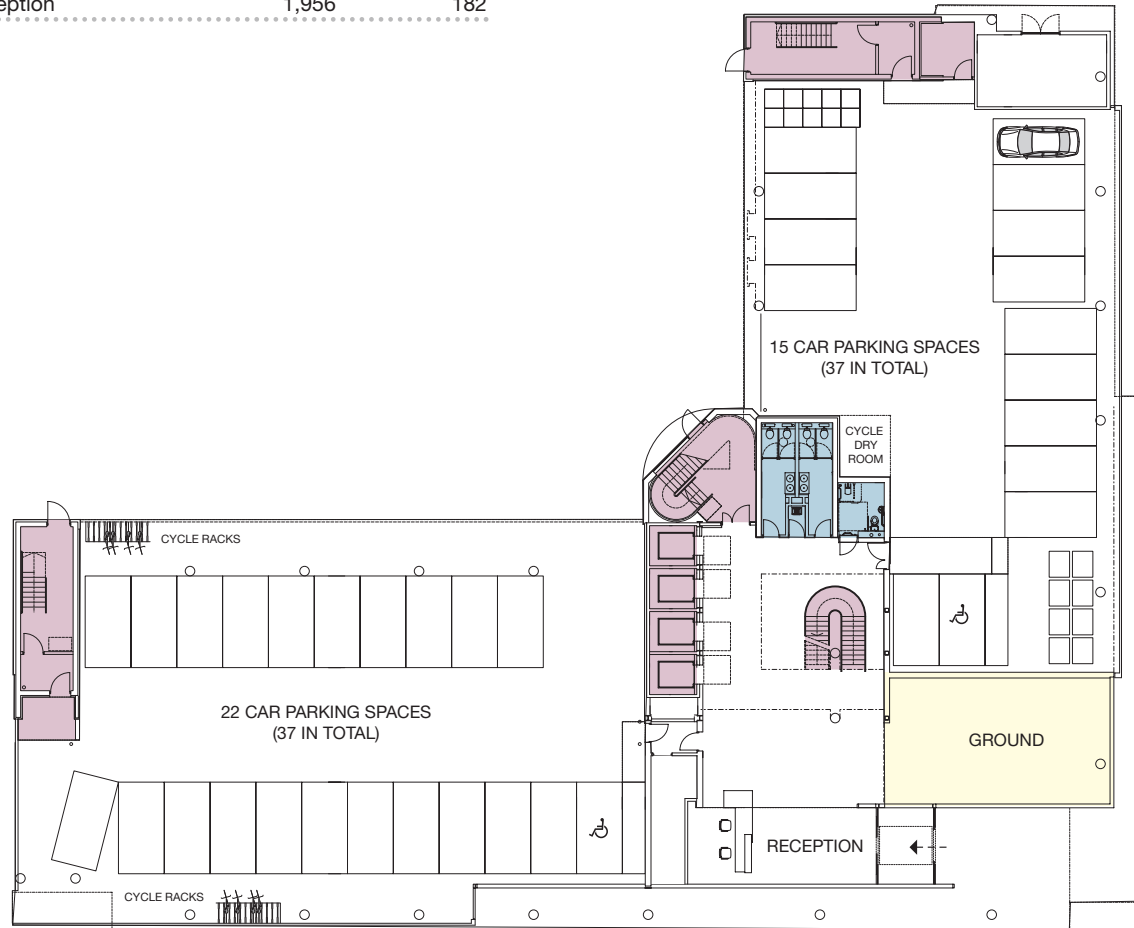 eption 1,956 182
15 CAR PARKING SPACES
(37 IN TOTAL)
CYCLE
DRY
ROOM
CYCLE RACKS
22 CAR PARKING SPACES
(37 IN TOTAL)
GROUND
RECEPTION
CYCLE RACKS